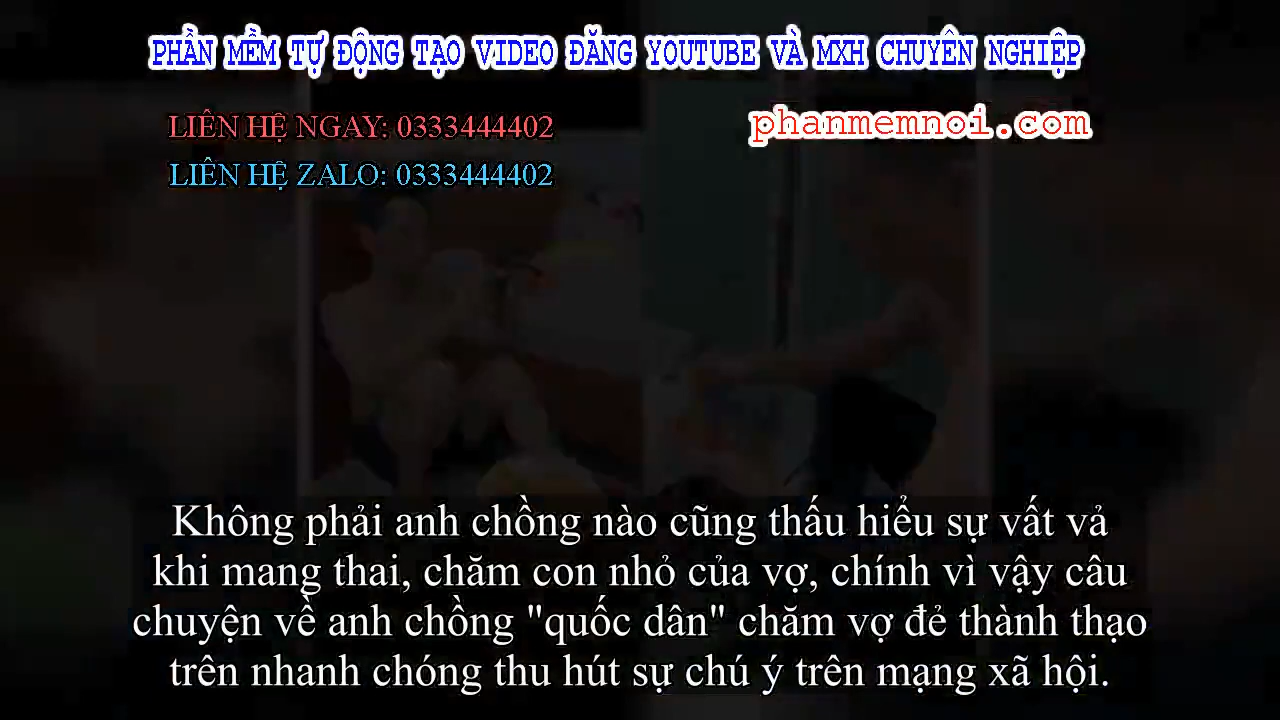 PHẦN MỀM TỰ ĐỘNG TẠO VIDEO ĐĂNG YOUTUBE VÀ MXH CHUYÊN NGHIỆP
LIÊN HỆ NGAY: 0333444402
phanmemnoi.com
LIÊN HỆ ZALO: 0333444402
Không phải anh chồng nào cũng thấu hiểu sự vất vả
khi mang thai, chăm con nhỏ của vợ, chính vì vậy câu
chuyện về anh chồng "quốc dân" chăm vợ đẻ thành thạo
trên nhanh chóng thu hút sự chú ý trên mạng xã hội.